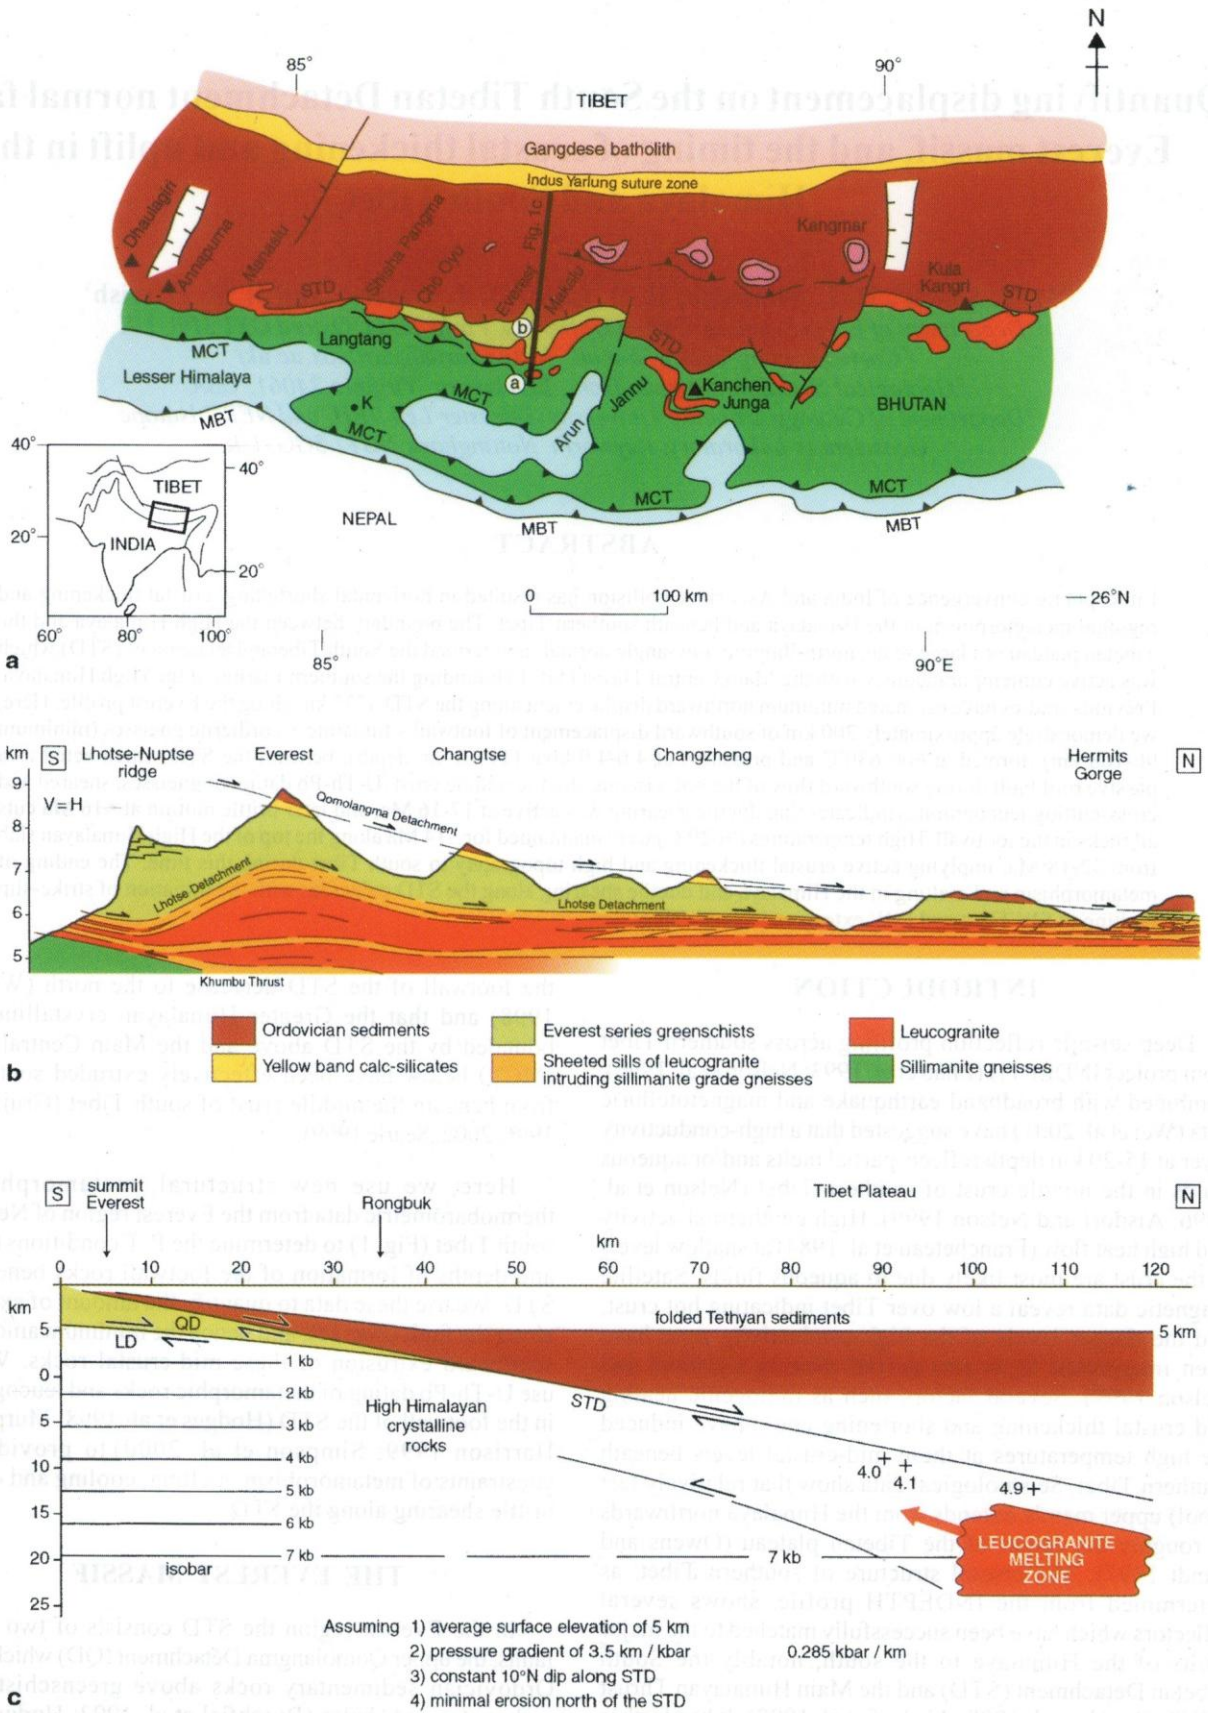 N
85°
90°
TIBET
Gangdese batholith
Indus Yarlung suture zone
Dhaulagiri
Annapurna
Manaslu
Shisha Pangma
Cho Oyu
Fig. 1c
Everest
Makalu
Kangmar
Kula
Kangri
STD
STD
STD
b
a
Langtang
MCT
Lesser Himalaya
MBT
K
MCT
MCT
Arun
Jannu
Kanchen
Junga
BHUTAN
MCT
MCT
MBT
MBT
NEPAL
40°
40°
TIBET
20°
INDIA
20°
60°
80°
100°
0
100 km
26°N
85°
90°E
a
km
S
Lhotse-Nuptse
ridge
Everest
Changtse
Changzheng
Hermits
Gorge
N
9
V=H
8
7
6
5
Qomolangma Detachment
Lhotse Detachment
Lhotse Detachment
Khumbu Thrust
Ordovician sediments
Everest series greenschists
Leucogranite
Yellow band calc-silicates
Sheeted sills of leucogranite
intruding sillimanite grade gneisses
Sillimanite gneisses
b
S
summit
Everest
Rongbuk
Tibet Plateau
N
km
0 10 20 30 40 50 60 70 80 90 100 110 120
km
5
0
5
10
15
20
25
QD
LD
folded Tethyan sediments
5 km
1 kb
2 kb
3 kb
4 kb
5 kb
6 kb
7 kb
isobar
High Himalayan
crystalline
rocks
STD
4.0
4.1
4.9
7 kb
LEUCOGRANITE
MELTING
ZONE
Assuming 1) average surface elevation of 5 km
2) pressure gradient of 3.5 km / kbar 0.285 kbar / km
3) constant 10°N dip along STD
4) minimal erosion north of the STD
c